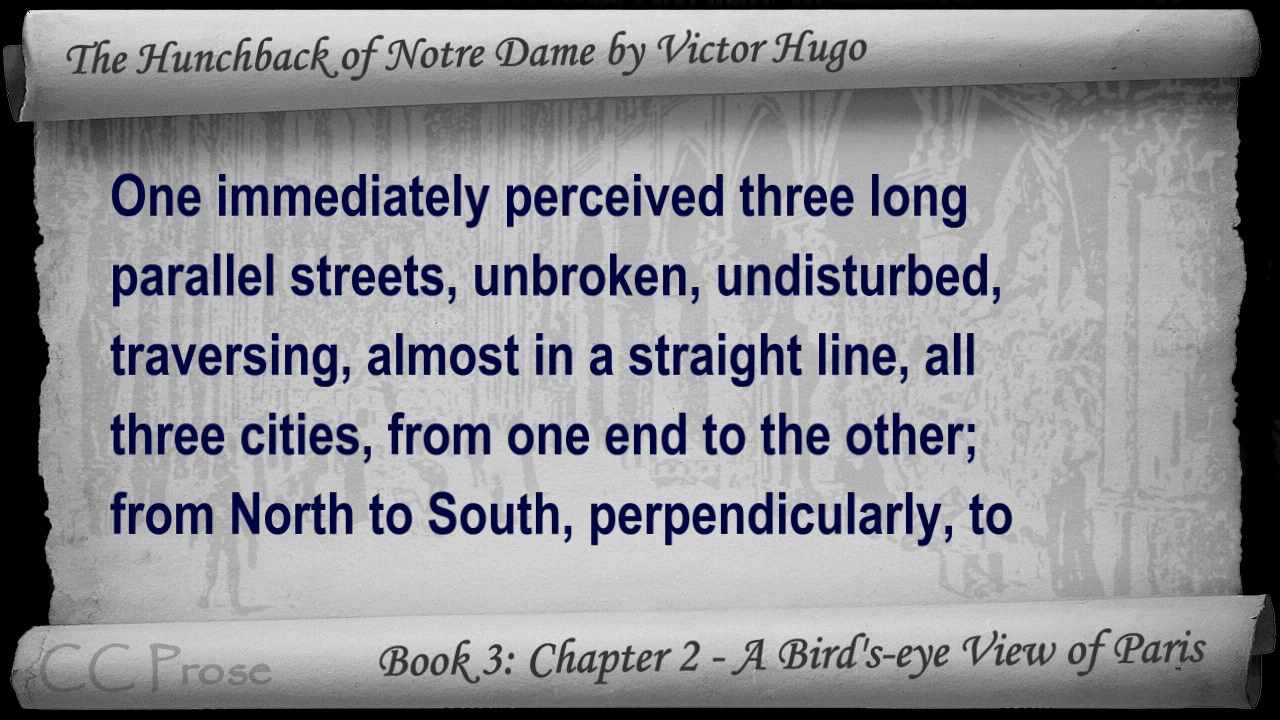 The Hunchback of Notre Dame by Victor Hugo
One immediately perceived three long
parallel streets, unbroken, undisturbed,
traversing, almost in a straight line, all
three cities, from one end to the other;
from North to South, perpendicularly, to
CC Prose
Book 3: Chapter 2 - A Bird's-eye View of Paris